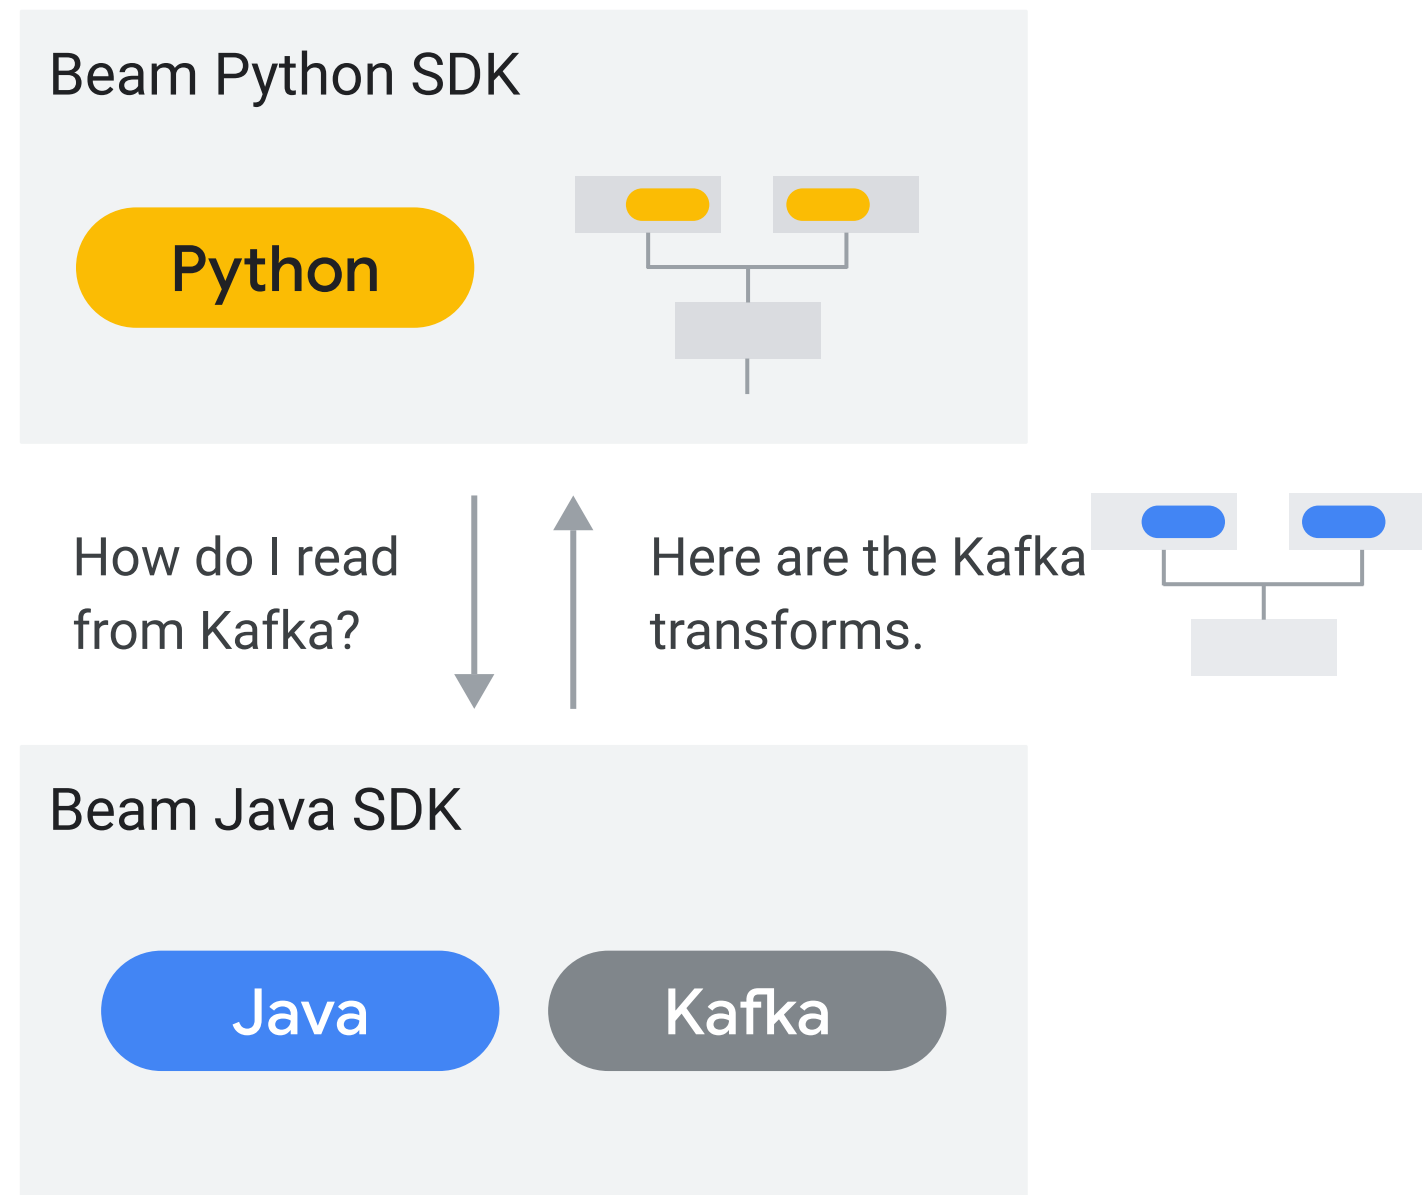 Beam Python SDK
Python
How do I read
from Kafka?
Here are the Kafka
transforms.
Beam Java SDK
Java
Kafka